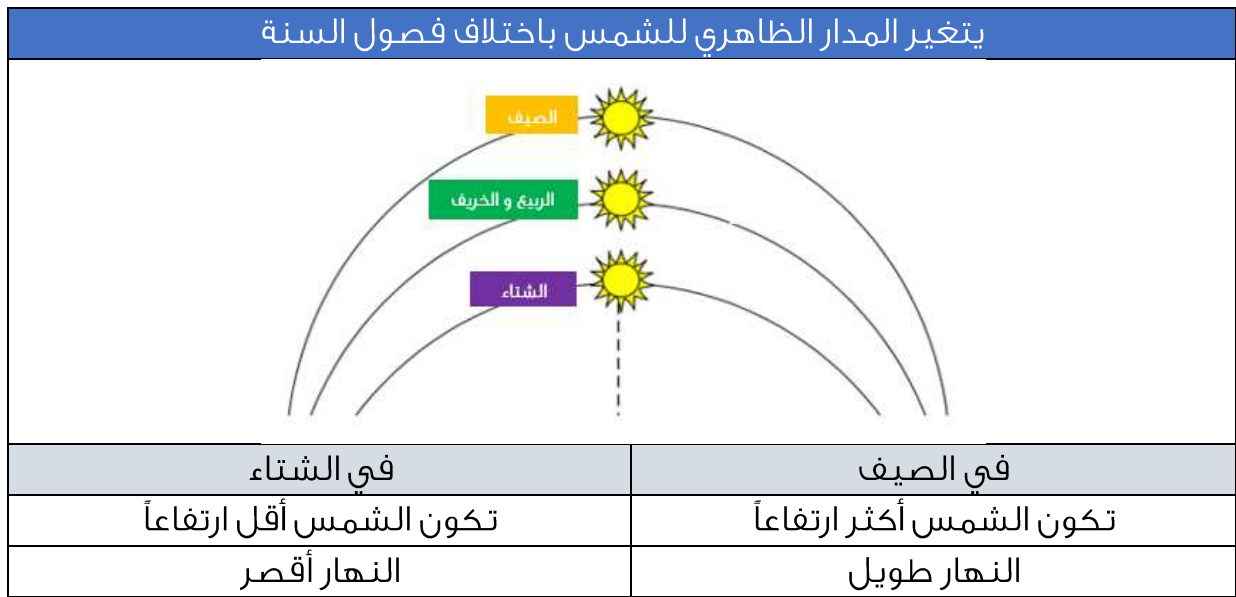 يتغير المدار الظاهري للشمس باختلاف فصول السنة
الصيف
الربيع و الخريف
الشتاء
في الصيف
في الشتاء
تكون الشمس أكثر ارتفاعاً
تكون الشمس أقل ارتفاعاً
النهار طويل
النهار أقصر